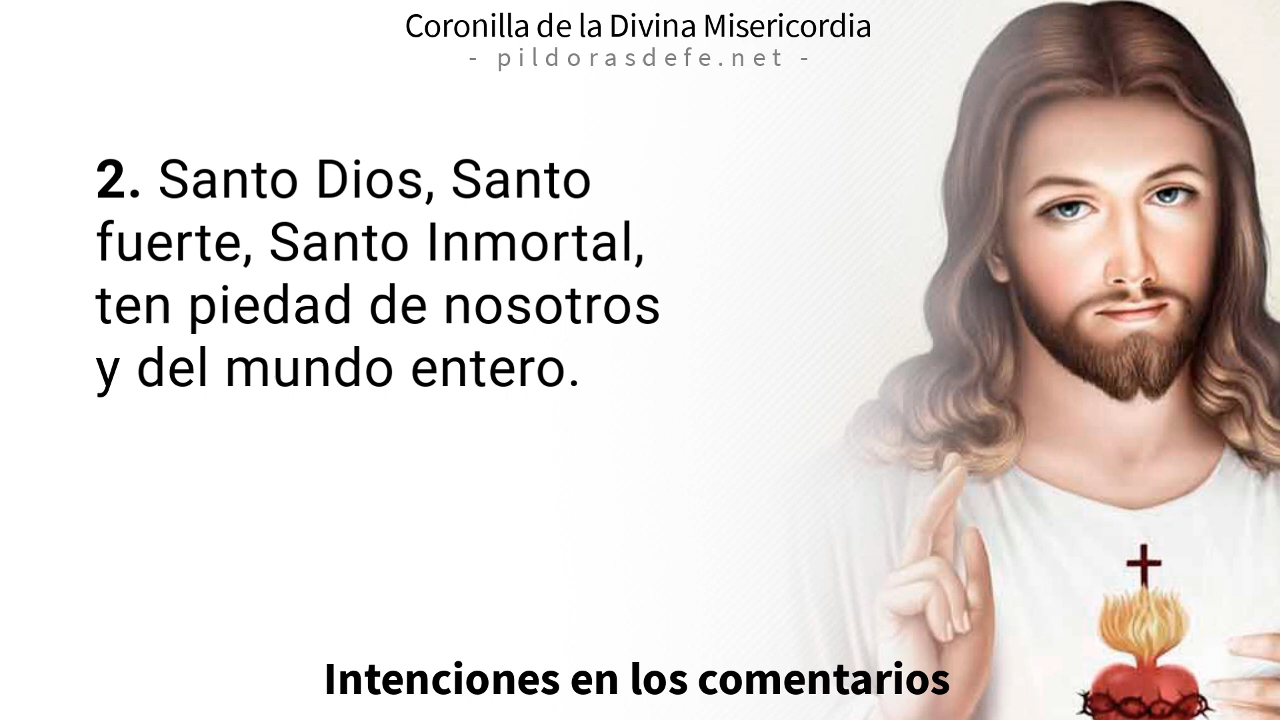 Coronilla de la Divina Misericordia
- pildorasdefe.net -
2. Santo Dios, Santo
fuerte, Santo Inmortal,
ten piedad de nosotros
y del mundo entero.
Intenciones en los comentarios